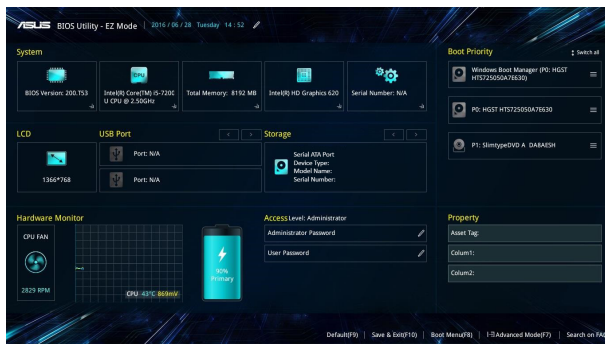 ASUS BIOS Utility - EZ Mode 2016 / 06 / 28 Tuesday 14 : 52
System
BIOS Version: 200.T53
CPU
Intel(R) Core(TM) i5-7200
U CPU @ 2.50GHz
Total Memory: 8192 MB
Intel(R) HD Graphics 620
Serial Number: N/A
Boot Priority
Switch all
Windows Boot Manager (P0: HGST
HTS725050A76630)
P0: HGST HTS725050A76630
P1: SlimtypeDVD A DA8AESH
LCD
1366*768
USB Port
Port: N/A
Port: N/A
Storage
Serial ATA Port
Device Type:
Model Name:
Serial Number:
Hardware Monitor
CPU FAN
2829 RPM
CPU 43°C 869mV
90%
Primary
Access Level: Administrator
Administrator Password
User Password
Property
Asset Tag:
Colum1:
Colum2:
Default(F9) Save & Exit(F10) Boot Menu(F8) Advanced Mode(F7) Search on FAQ